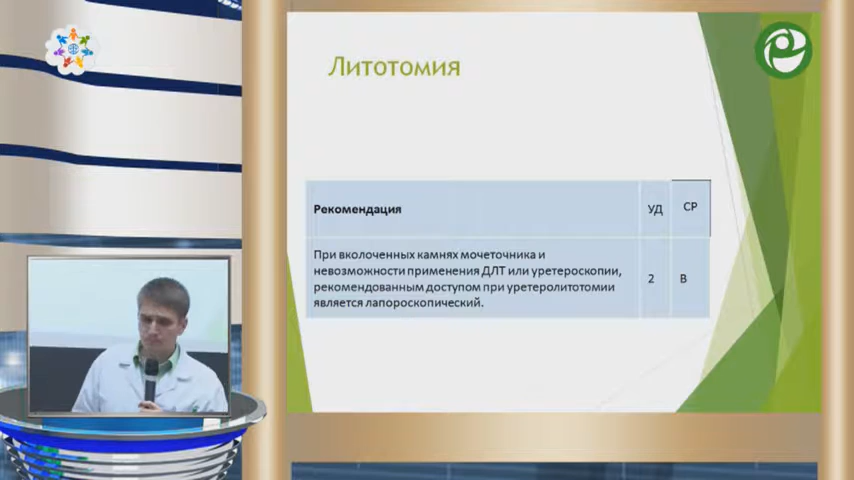 Литотомия
Рекомендация УД СР
При вколоченных камнях мочеточника и
невозможности применения ДЛТ или уретероскопии,
рекомендованным доступом при уретеролитотомии
является лапороскопический.
2 В